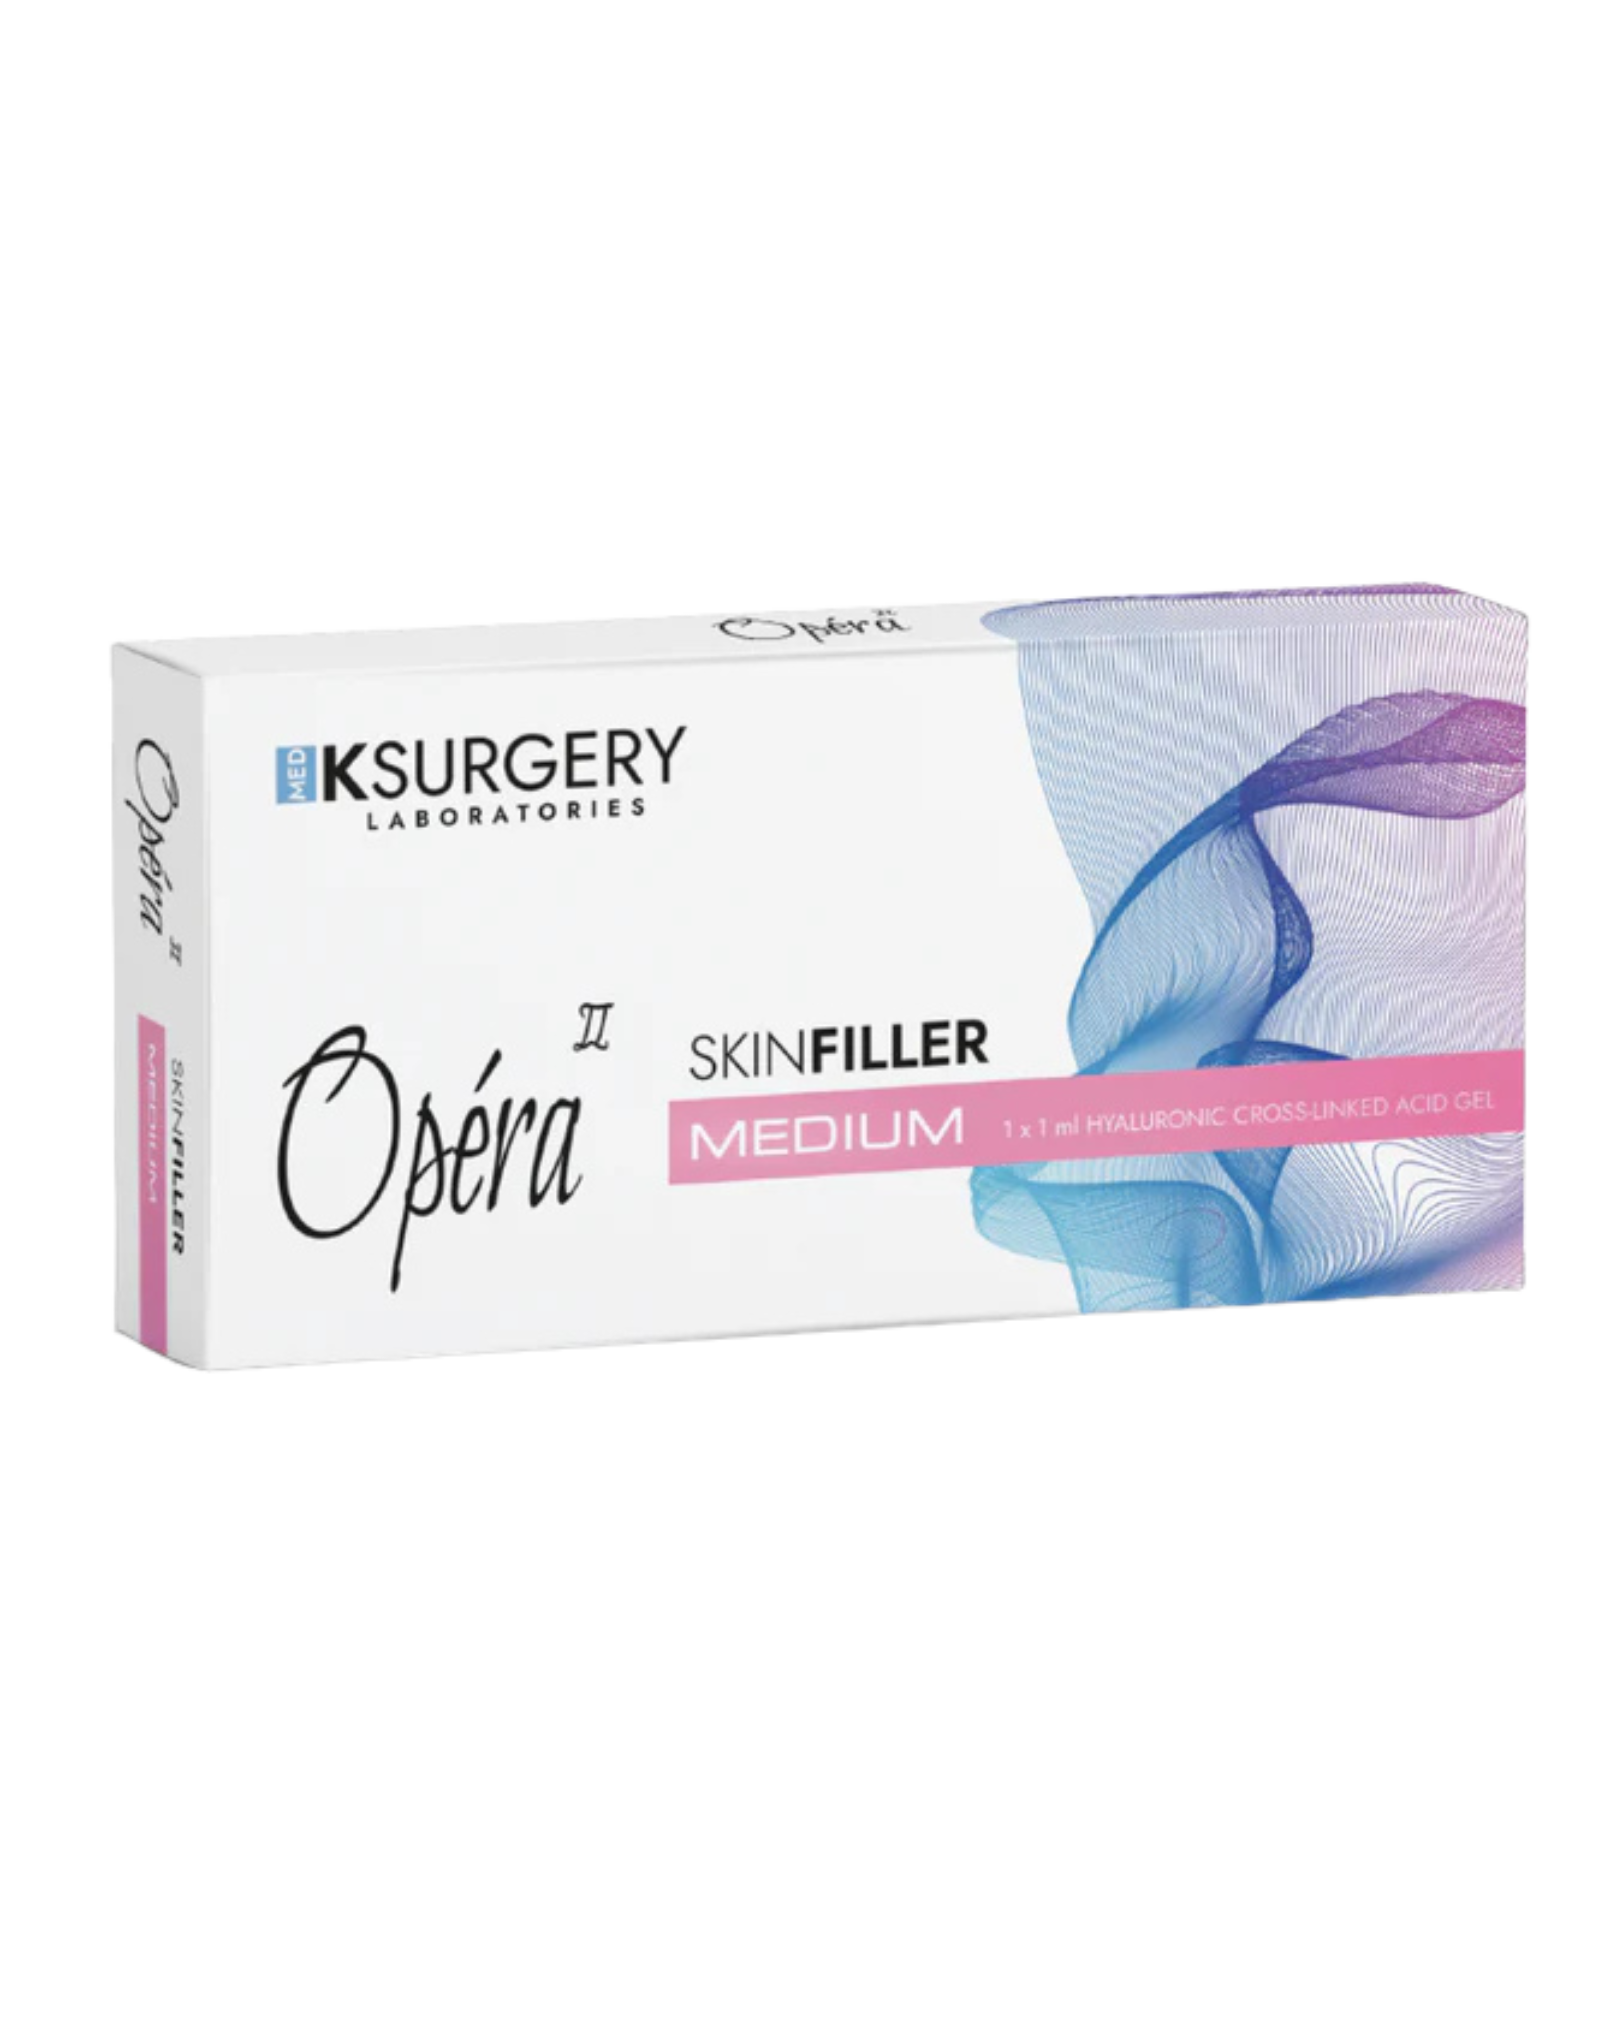 Opéra II
MED KSURGERY
LABORATORIES
Opéra II
SKINFILLER
MEDIUM 1 x 1 ml HYALURONIC CROSS-LINKED ACID GEL
Opéra II
SKINFILLER
MEDIUM